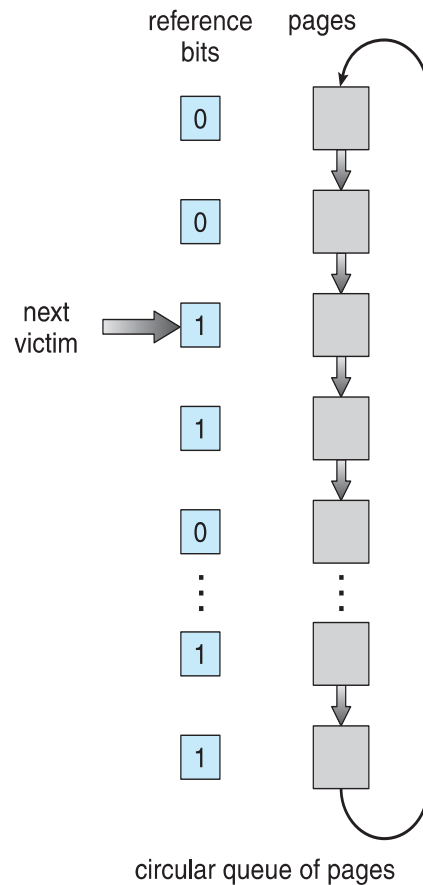 reference
bits
pages
0
0
next
victim
1
1
0
1
1
circular queue of pages